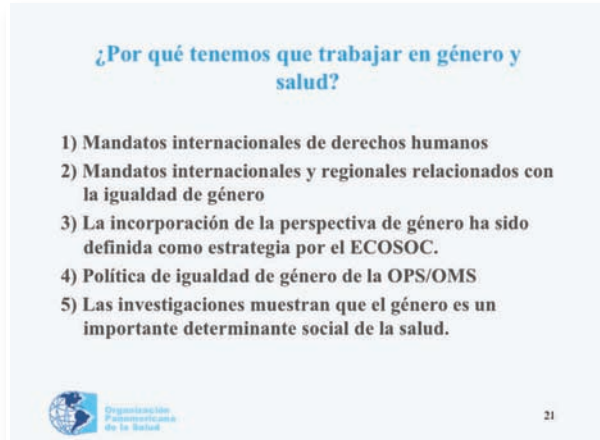 ¿Por qué tenemos que trabajar en género y
salud?
1) Mandatos internacionales de derechos humanos
2) Mandatos internacionales y regionales relacionados con
la igualdad de género
3) La incorporación de la perspectiva de género ha sido
definida como estrategia por el ECOSOC.
4) Política de igualdad de género de la OPS/OMS
5) Las investigaciones muestran que el género es un
importante determinante social de la salud.
Organización
Panamericana
de la Salud
21